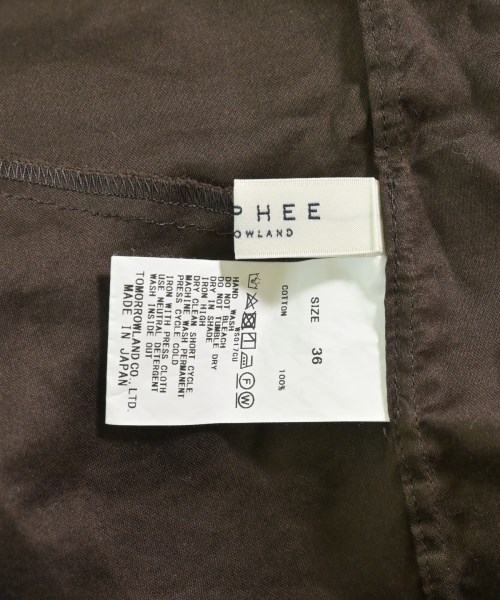 PHEE
OWLAND
SIZE 36
COTTON 100%
WS017CU
HAND WASH
DO NOT BLEACH
DO NOT TUMBLE DRY
DRY IN SHADE
IRON HIGH
DRY CLEAN SHORT CYCLE
MACHINE WASH PERMANENT
PRESS CYCLE COLD
IRON WITH PRESS CLOTH
USE NEUTRAL DETERGENT
WASH INSIDE OUT
TOMORROWLAND CO., LTD.
MADE IN JAPAN